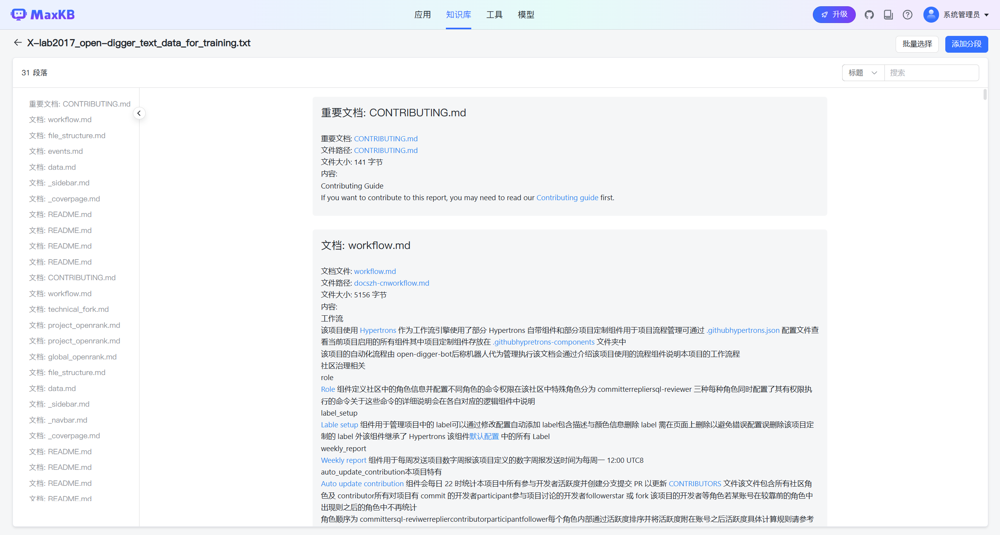 MaxKB
应用 知识库 工具 模型
升级
系统管理员
X-lab2017_open-digger_text_data_for_training.txt
批量选择 添加分段
31 段落
标题 搜索
重要文档: CONTRIBUTING.md
文档: workflow.md
文档: file_structure.md
文档: events.md
文档: data.md
文档: _sidebar.md
文档: _coverpage.md
文档: README.md
文档: README.md
文档: README.md
文档: README.md
文档: CONTRIBUTING.md
文档: workflow.md
文档: technical_fork.md
文档: project_openrank.md
文档: project_openrank.md
文档: global_openrank.md
文档: file_structure.md
文档: data.md
文档: _sidebar.md
文档: _navbar.md
文档: _coverpage.md
文档: README.md
文档: README.md
文档: README.md
文档: README.md
重要文档: CONTRIBUTING.md
重要文档: CONTRIBUTING.md
文件路径: CONTRIBUTING.md
文件大小: 141 字节
内容:
Contributing Guide
If you want to contribute to this report, you may need to read our Contributing guide first.
文档: workflow.md
文档文件: workflow.md
文件路径: docszh-cnworkflow.md
文件大小: 5156 字节
内容:
工作流
该项目使用 Hypertrons 作为工作流引擎使用了部分 Hypertrons 自带组件和部分项目定制组件用于项目流程管理可通过 .githubhypertrons.json 配置文件查
看当前项目启用的所有组件其中项目定制组件存放在 .githubhypretrons-components 文件夹中
该项目的自动化流程由 open-digger-bot后称机器人代为管理执行该文档会通过介绍该项目使用的流程组件说明本项目的工作流程
社区治理相关
role
Role 组件定义社区中的角色信息并配置不同角色的命令权限在该社区中特殊角色分为 committerrepliersql-reviewer 三种每种角色同时配置了其有权限执
行的命令关于这些命令的详细说明会在各自对应的逻辑组件中说明
label_setup
Lable setup 组件用于管理项目中的 label可以通过修改配置自动添加 label包含描述与颜色信息删除 label 需在页面上删除以避免错误配置误删除该项目定
制的 label 外该组件继承了 Hypertrons 该组件默认配置 中的所有 Label
weekly_report
Weekly report 组件用于每周发送项目数字周报该项目定义的数字周报发送时间为每周一 12:00 UTC8
auto_update_contribution本项目特有
Auto update contribution 组件会每日 22 时统计本项目中所有参与开发者活跃度并创建分支提交 PR 以更新 CONTRIBUTORS 文件该文件包含所有社区角
色及 contributor所有对项目有 commit 的开发者participant参与项目讨论的开发者followerstar 或 fork 该项目的开发者等角色若某账号在较靠前的角色中
出现则之后的角色中不再统计
角色顺序为 committersql-reviwerrepliercontributorparticipantfollower每个角色内部通过活跃度排序并将活跃度附在账号之后活跃度具体计算规则请参考